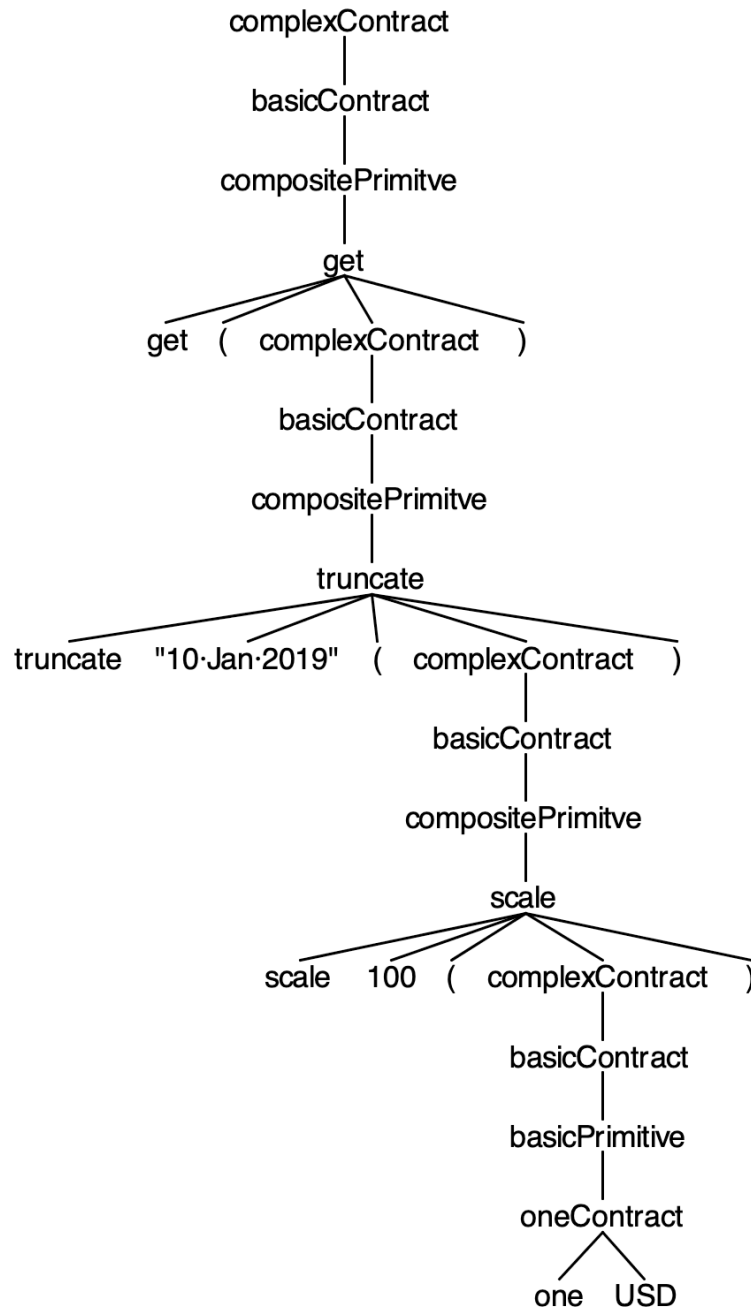 complexContract
basicContract
compositePrimitve
get
get ( complexContract )
basicContract
compositePrimitve
truncate
truncate "10·Jan·2019" ( complexContract )
basicContract
compositePrimitve
scale
scale 100 ( complexContract )
basicContract
basicPrimitive
oneContract
one USD